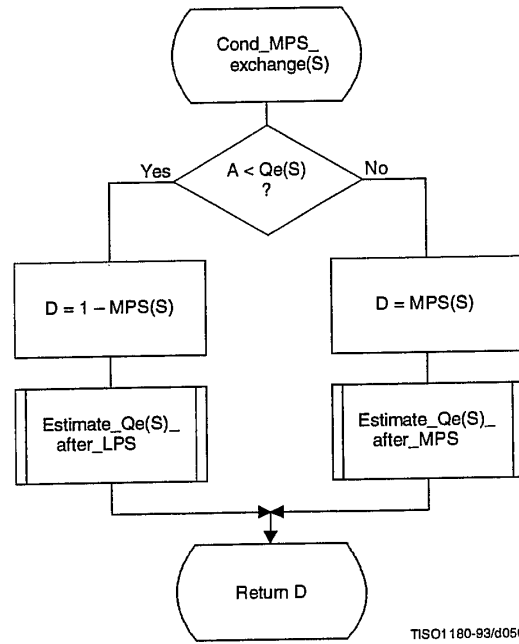 Cond_MPS_
exchange(S)
Yes
A < Qe(S)
?
No
D = 1 – MPS(S)
D = MPS(S)
Estimate_Qe(S)_
after_LPS
Estimate_Qe(S)_
after_MPS
Return D